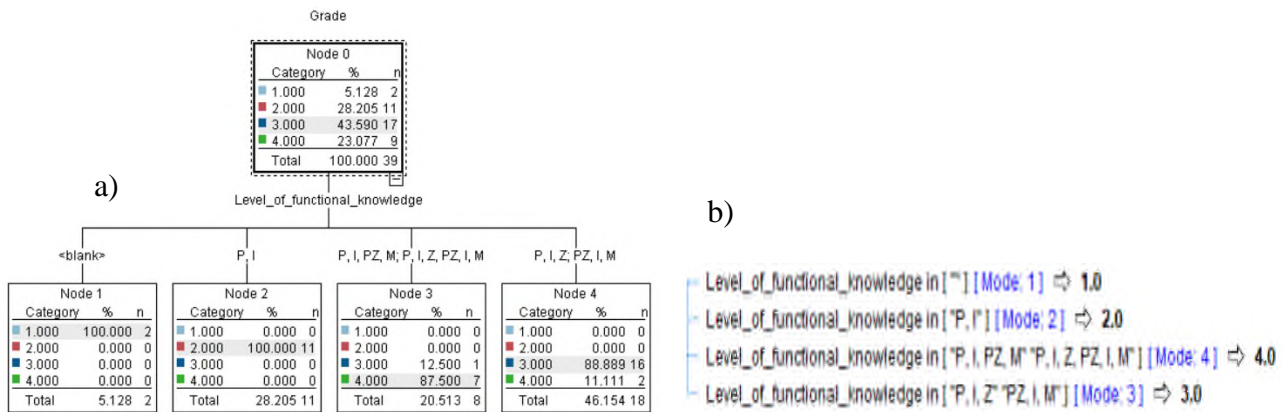 Grade
Node 0
Category % n
1.000 5.128 2
2.000 28.205 11
3.000 43.590 17
4.000 23.077 9
Total 100.000 39
a)
Level_of_functional_knowledge
<blank>
Node 1
Category % n
1.000 100.000 2
2.000 0.000 0
3.000 0.000 0
4.000 0.000 0
Total 5.128 2
P, I
Node 2
Category % n
1.000 0.000 0
2.000 100.000 11
3.000 0.000 0
4.000 0.000 0
Total 28.205 11
P, I, PZ, M; P, I, Z, PZ, I, M
Node 3
Category % n
1.000 0.000 0
2.000 0.000 0
3.000 12.500 1
4.000 87.500 7
Total 20.513 8
P, I, Z; PZ, I, M
Node 4
Category % n
1.000 0.000 0
2.000 0.000 0
3.000 88.889 16
4.000 11.111 2
Total 46.154 18
b)
Level_of_functional_knowledge in [ "" ] [ Mode: 1 ] ⇨ 1.0
Level_of_functional_knowledge in [ "P, I" ] [ Mode: 2 ] ⇨ 2.0
Level_of_functional_knowledge in [ "P, I, PZ, M" "P, I, Z, PZ, I, M" ] [ Mode: 4 ] ⇨ 4.0
Level_of_functional_knowledge in [ "P, I, Z" "PZ, I, M" ] [ Mode: 3 ] ⇨ 3.0